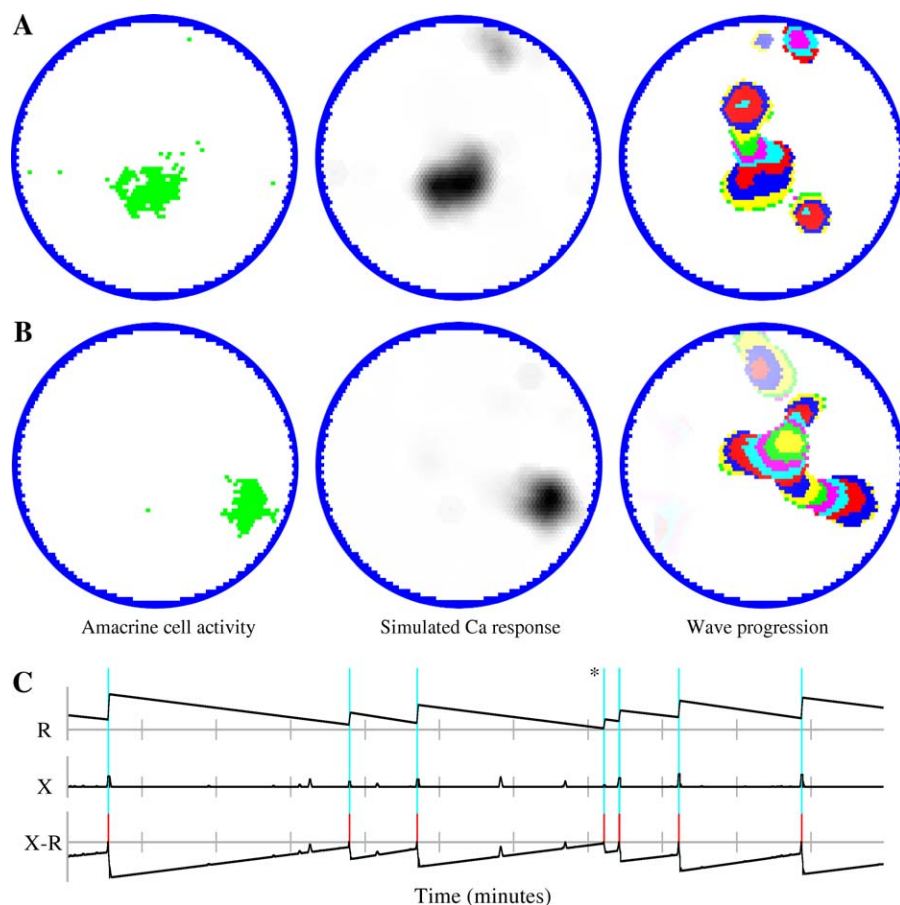 A
B
Amacrine cell activity
Simulated Ca response
Wave progression
C
*
R
X
X-R
Time (minutes)